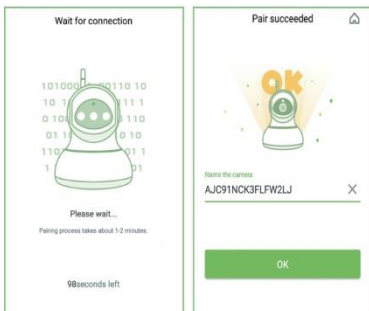 Wait for connection
Please wait...
Pairing process takes about 1-2 minutes.
98seconds left
Pair succeeded
OK
Name the camera
AJC91NCK3FLFW2LJ
OK